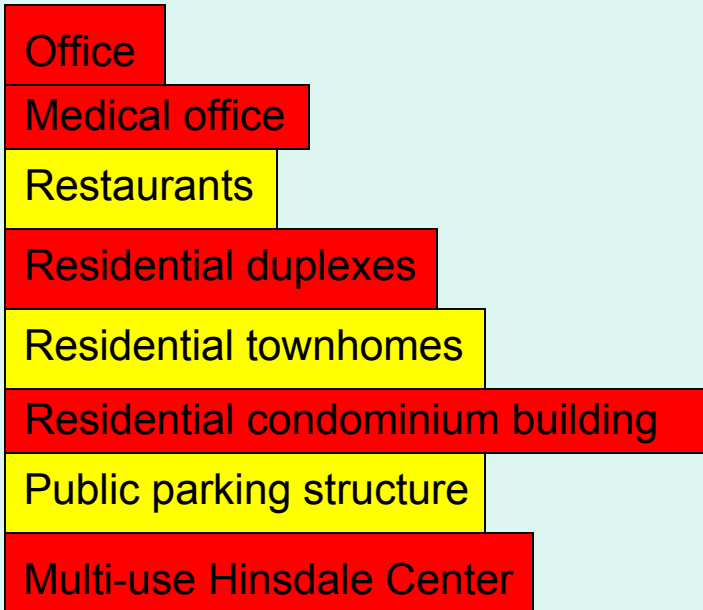 Office
Medical office
Restaurants
Residential duplexes
Residential townhomes
Residential condominium building
Public parking structure
Multi-use Hinsdale Center